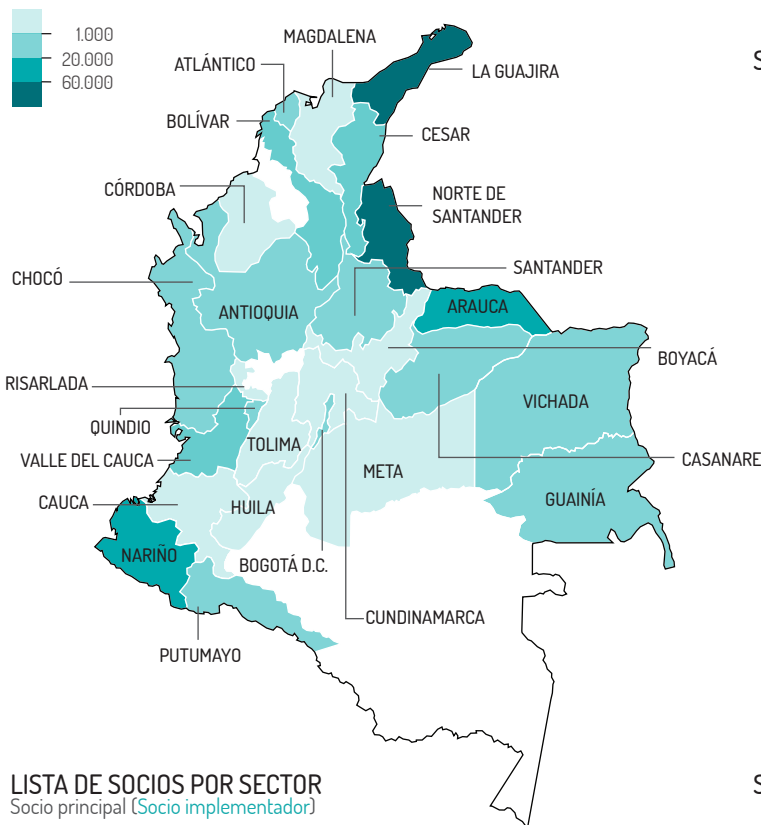 1.000
20.000
60.000
MAGDALENA
ATLÁNTICO
LA GUAJIRA
BOLÍVAR
CESAR
CÓRDOBA
NORTE DE
SANTANDER
CHOCÓ
SANTANDER
ANTIOQUIA
ARAUCA
BOYACÁ
RISARLADA
VICHADA
QUINDIO
TOLIMA
VALLE DEL CAUCA
META
CASANARE
CAUCA
HUILA
GUAINÍA
NARIÑO
BOGOTÁ D.C.
CUNDINAMARCA
PUTUMAYO
LISTA DE SOCIOS POR SECTOR
Socio principal (Socio implementador)
S
S